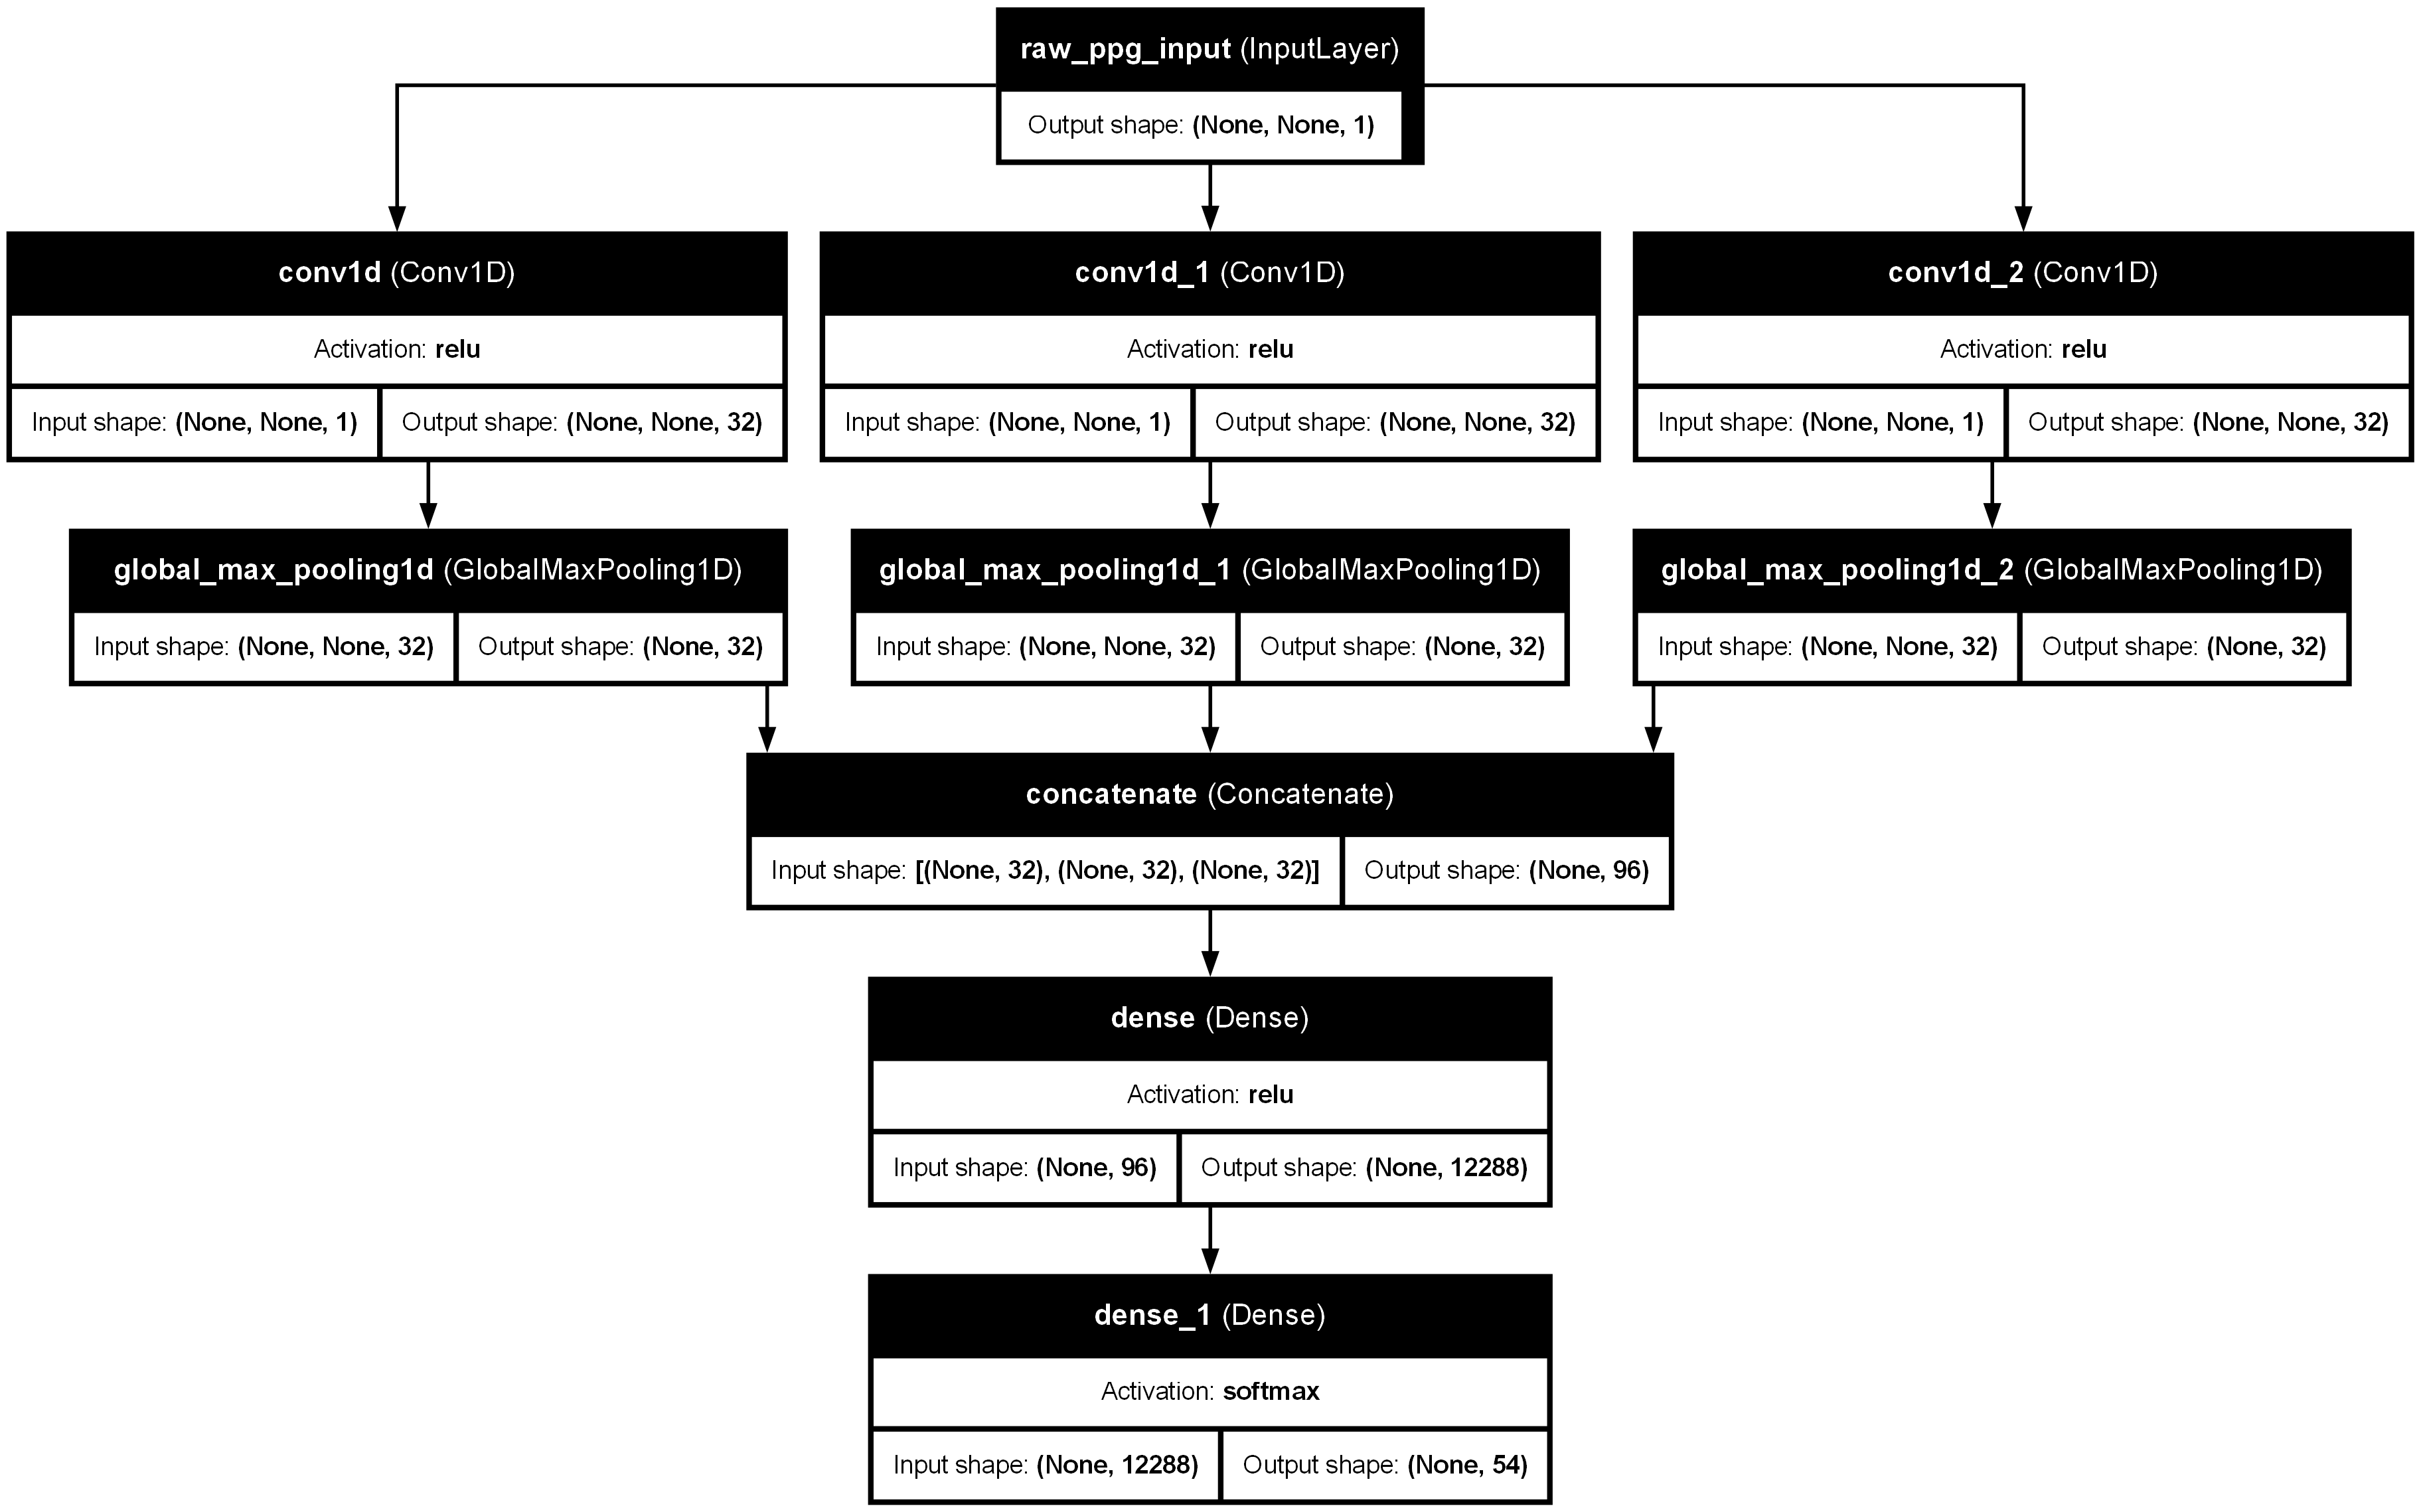 raw_ppg_input (InputLayer)
Output shape: (None, None, 1)
conv1d (Conv1D)
Activation: relu
Input shape: (None, None, 1)
Output shape: (None, None, 32)
conv1d_1 (Conv1D)
Activation: relu
Input shape: (None, None, 1)
Output shape: (None, None, 32)
conv1d_2 (Conv1D)
Activation: relu
Input shape: (None, None, 1)
Output shape: (None, None, 32)
global_max_pooling1d (GlobalMaxPooling1D)
Input shape: (None, None, 32)
Output shape: (None, 32)
global_max_pooling1d_1 (GlobalMaxPooling1D)
Input shape: (None, None, 32)
Output shape: (None, 32)
global_max_pooling1d_2 (GlobalMaxPooling1D)
Input shape: (None, None, 32)
Output shape: (None, 32)
concatenate (Concatenate)
Input shape: [(None, 32), (None, 32), (None, 32)]
Output shape: (None, 96)
dense (Dense)
Activation: relu
Input shape: (None, 96)
Output shape: (None, 12288)
dense_1 (Dense)
Activation: softmax
Input shape: (None, 12288)
Output shape: (None, 54)